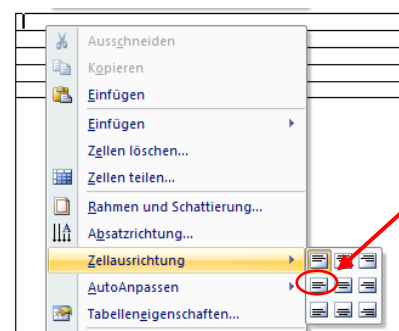 Ausschneiden
Kopieren
Einfügen
Einfügen
Zellen löschen...
Zellen teilen...
Rahmen und Schattierung...
Absatzrichtung...
Zellausrichtung
AutoAnpassen
Tabelleneigenschaften...